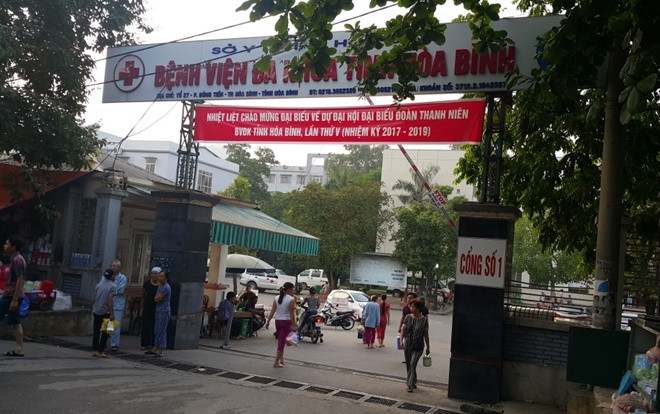 SỞ Y
BỆNH VIỆN ĐA KHOA TỈNH HÒA BÌNH
NHIỆT LIỆT CHÀO MỪNG ĐẠI BIỂU VỀ DỰ ĐẠI HỘI ĐẠI BIỂU ĐOÀN THANH NIÊN
BVĐK TỈNH HÒA BÌNH, LẦN THỨ V (NHIỆM KỲ 2017 - 2019)
CỔNG SỐ 1